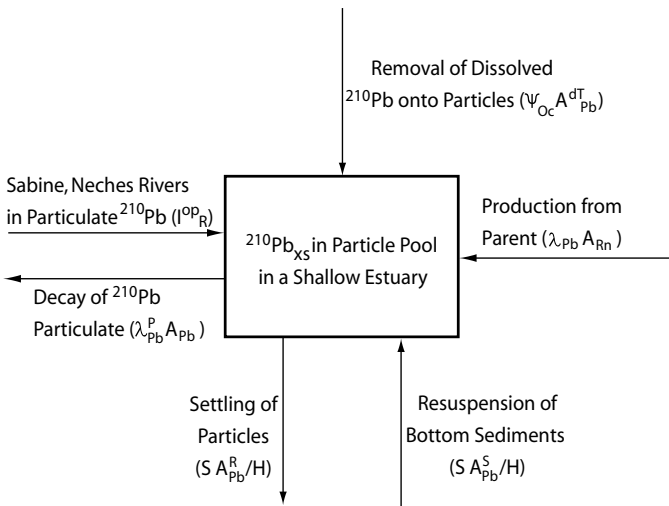 Removal of Dissolved
²¹⁰Pb onto Particles (Ψ_Oc A^dT_Pb)
Sabine, Neches Rivers
in Particulate ²¹⁰Pb (I^op_R)
²¹⁰Pb_xs in Particle Pool
in a Shallow Estuary
Production from
Parent (λ_Pb A_Rn)
Decay of ²¹⁰Pb
Particulate (λ^P_Pb A_Pb)
Settling of
Particles
(S A^R_Pb/H)
Resuspension of
Bottom Sediments
(S A^S_Pb/H)